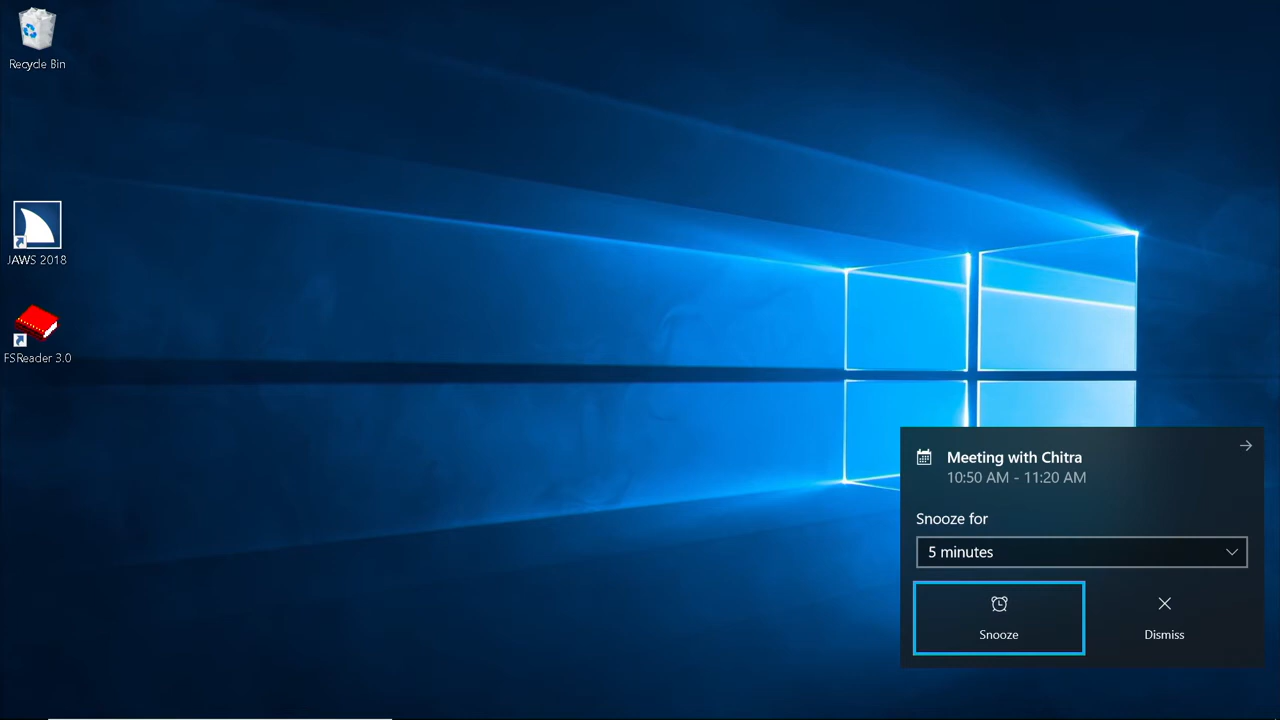 Recycle Bin
JAWS 2018
FSReader 3.0
Meeting with Chitra
10:50 AM - 11:20 AM
Snooze for
5 minutes
Snooze
Dismiss